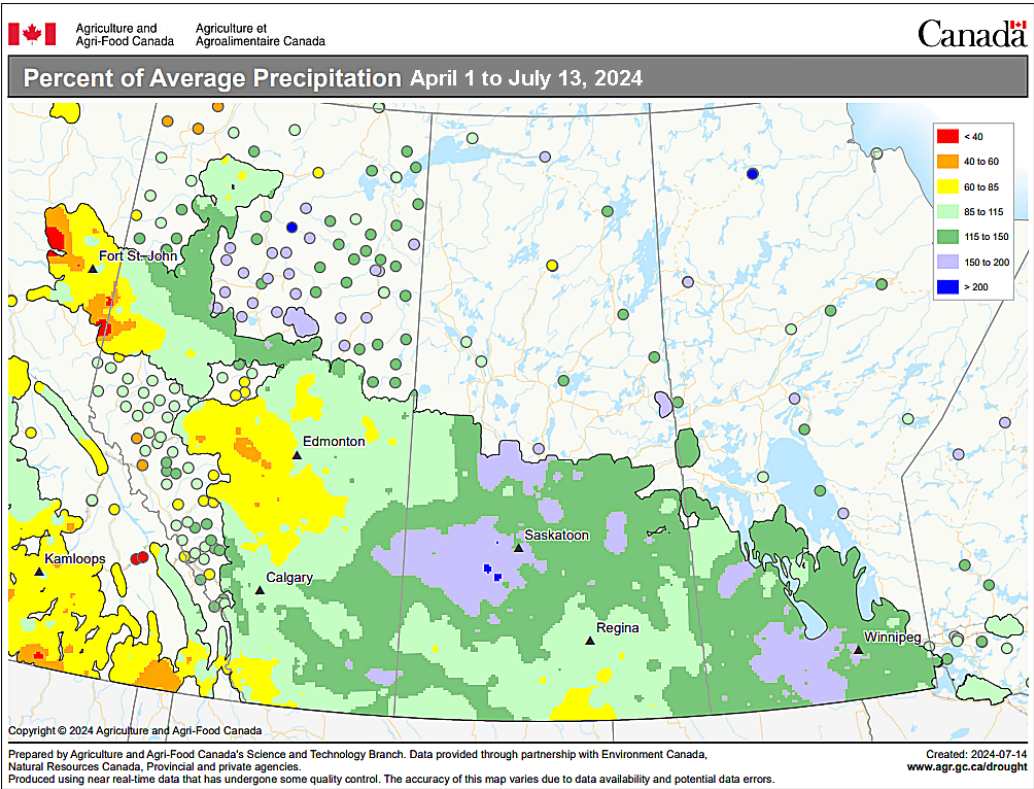 Agriculture and
Agri-Food Canada
Agriculture et
Agroalimentaire Canada
Canada
Percent of Average Precipitation April 1 to July 13, 2024
< 40
40 to 60
60 to 85
85 to 115
115 to 150
150 to 200
> 200
Fort St. John
Edmonton
Saskatoon
Kamloops
Calgary
Regina
Winnipeg
Copyright © 2024 Agriculture and Agri-Food Canada
Prepared by Agriculture and Agri-Food Canada's Science and Technology Branch. Data provided through partnership with Environment Canada,
Natural Resources Canada, Provincial and private agencies.
Produced using near real-time data that has undergone some quality control. The accuracy of this map varies due to data availability and potential data errors.
Created: 2024-07-14
www.agr.gc.ca/drought